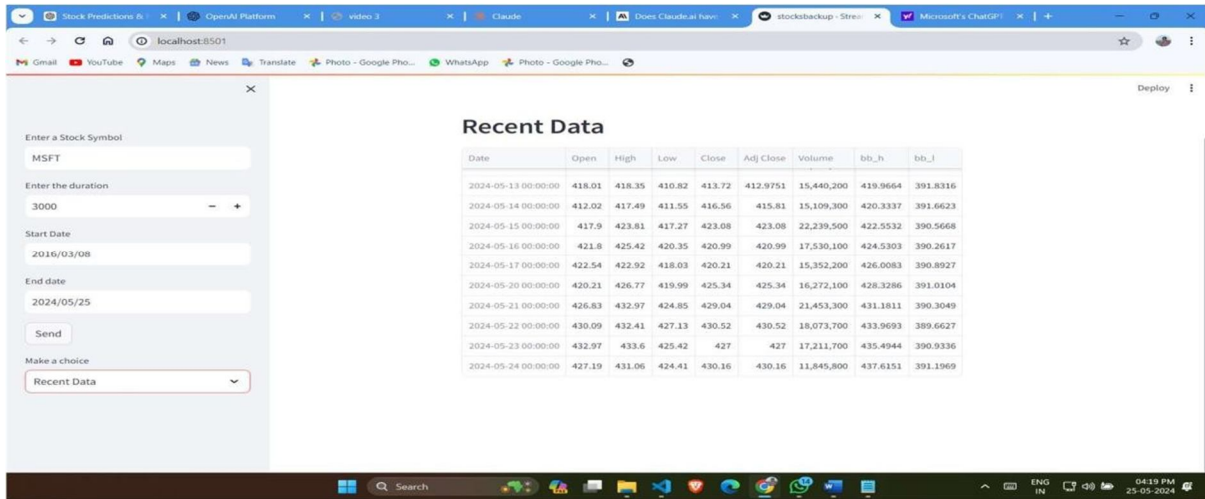 Stock Predictions & OpenAI Platform video 3 Claude Does Claude.ai have stocksbackup · Strea Microsoft's ChatGPT
localhost:8501
Gmail YouTube Maps News Translate Photo - Google Pho... WhatsApp Photo - Google Pho...
Deploy
Enter a Stock Symbol
MSFT
Enter the duration
3000 - +
Start Date
2016/03/08
End date
2024/05/25
Send
Make a choice
Recent Data
Recent Data
Date Open High Low Close Adj Close Volume bb_h bb_l
2024-05-13 00:00:00 418.01 418.35 410.82 413.72 412.9751 15,440,200 419.9664 391.8316
2024-05-14 00:00:00 412.02 417.49 411.55 416.56 415.81 15,109,300 420.3337 391.6623
2024-05-15 00:00:00 417.9 423.81 417.27 423.08 423.08 22,239,500 422.5532 390.5668
2024-05-16 00:00:00 421.8 425.42 420.35 420.99 420.99 17,530,100 424.5303 390.2617
2024-05-17 00:00:00 422.54 422.92 418.03 420.21 420.21 15,352,200 426.0083 390.8927
2024-05-20 00:00:00 420.21 426.77 419.99 425.34 425.34 16,272,100 428.3286 391.0104
2024-05-21 00:00:00 426.83 432.97 424.85 429.04 429.04 21,453,300 431.1811 390.3049
2024-05-22 00:00:00 430.09 432.41 427.13 430.52 430.52 18,073,700 433.9693 389.6627
2024-05-23 00:00:00 432.97 433.6 425.42 427 427 17,211,700 435.4944 390.9336
2024-05-24 00:00:00 427.19 431.06 424.41 430.16 430.16 11,845,800 437.6151 391.1969
Search
ENG 04:19 PM
IN 25-05-2024